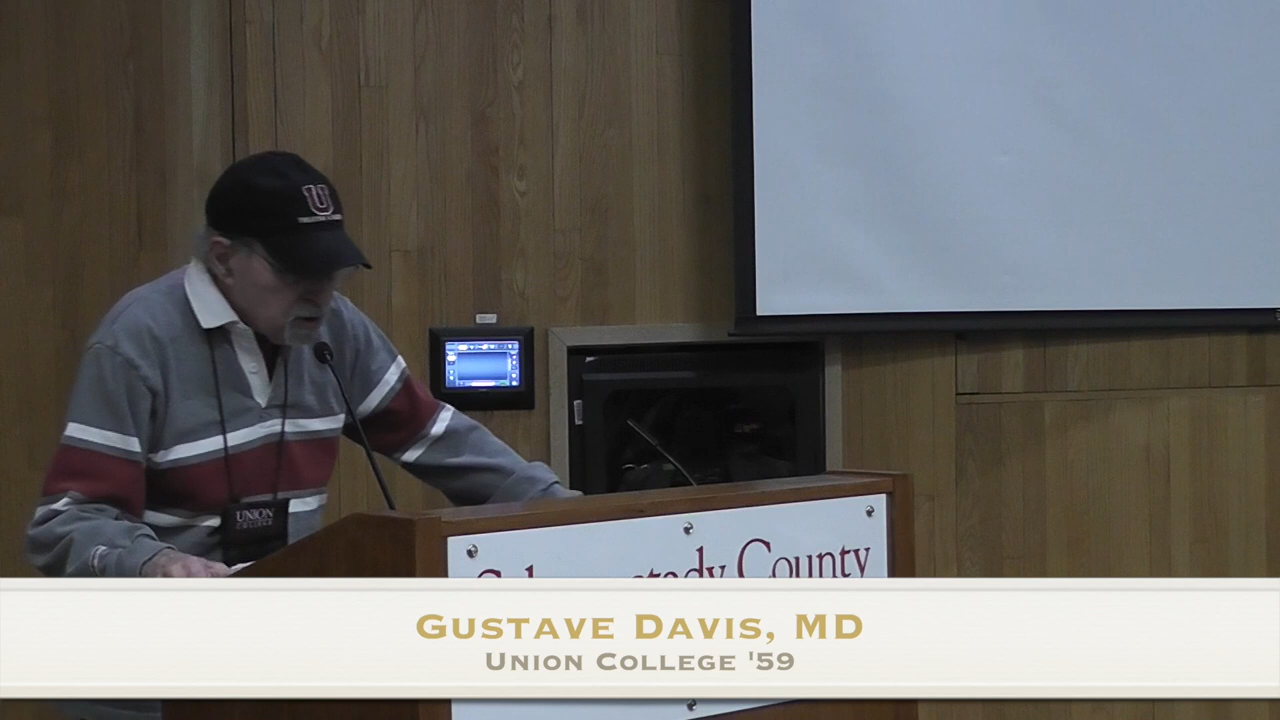 U
UNION
COLLEGE
County
GUSTAVE DAVIS, MD
UNION COLLEGE '59